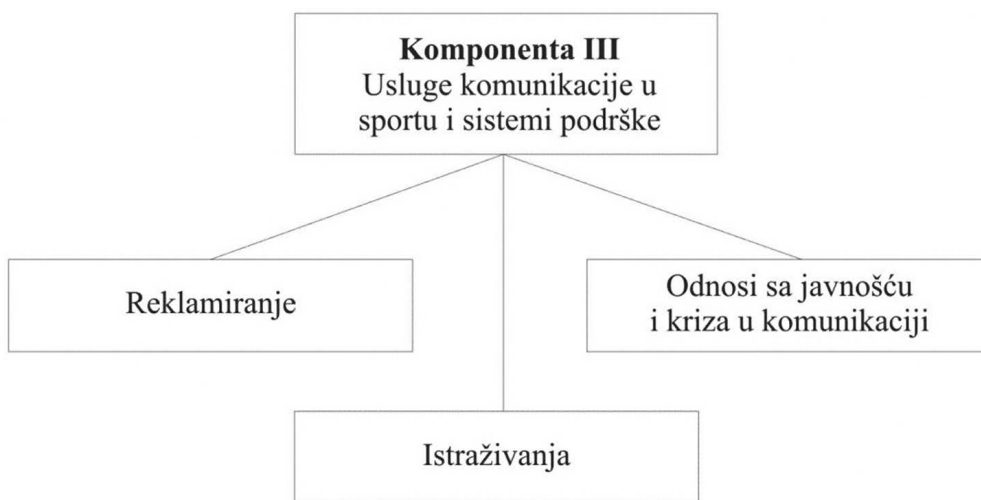 Komponenta III
Usluge komunikacije u
sportu i sistemi podrške
Reklamiranje
Odnosi sa javnošću
i kriza u komunikaciji
Istraživanja